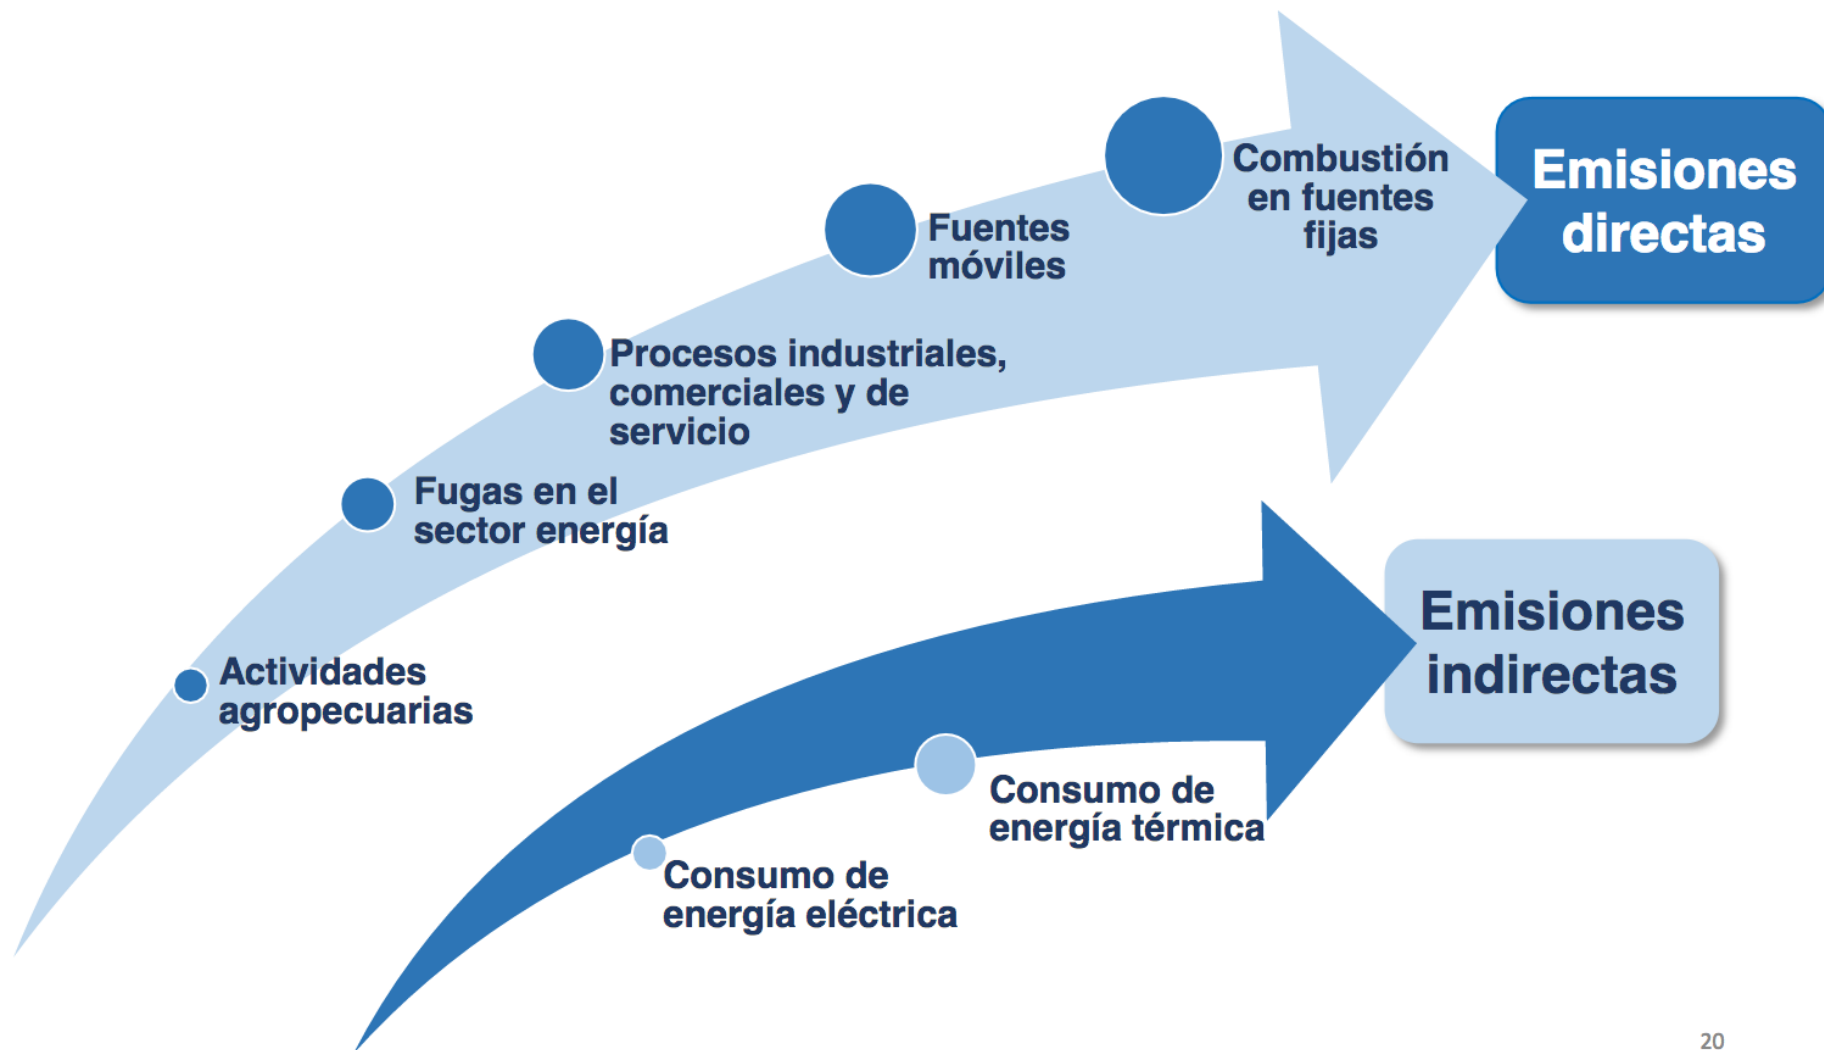 Combustión
en fuentes
fijas
Emisiones
directas
Fuentes
móviles
Procesos industriales,
comerciales y de
servicio
Fugas en el
sector energía
Actividades
agropecuarias
Emisiones
indirectas
Consumo de
energía térmica
Consumo de
energía eléctrica
20